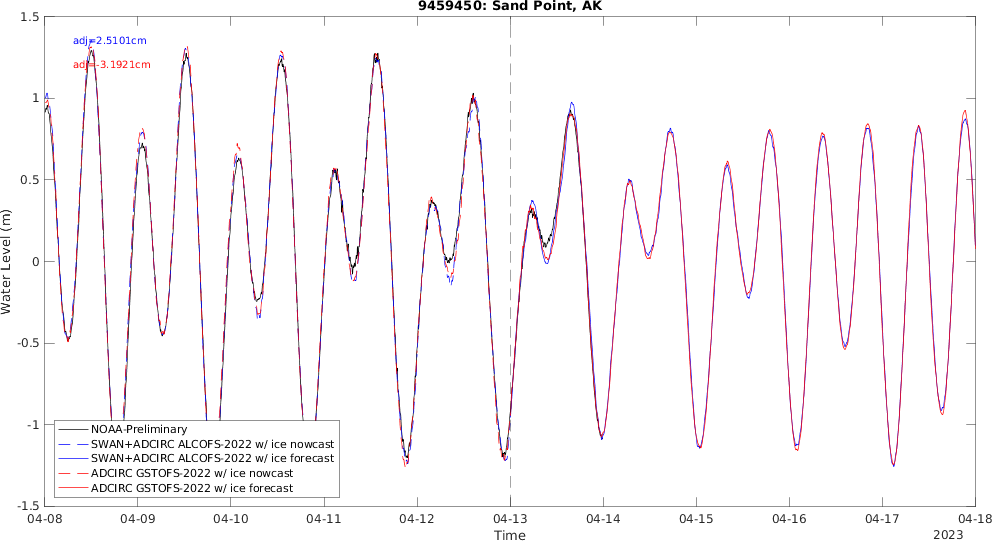 9459450: Sand Point, AK
1.5
adj=2.5101cm
adj=-3.1921cm
1
0.5
Water Level (m)
0
-0.5
-1
NOAA-Preliminary
SWAN+ADCIRC ALCOFS-2022 w/ ice nowcast
SWAN+ADCIRC ALCOFS-2022 w/ ice forecast
ADCIRC GSTOFS-2022 w/ ice nowcast
ADCIRC GSTOFS-2022 w/ ice forecast
-1.5
04-08 04-09 04-10 04-11 04-12 04-13 04-14 04-15 04-16 04-17 04-18
Time
2023